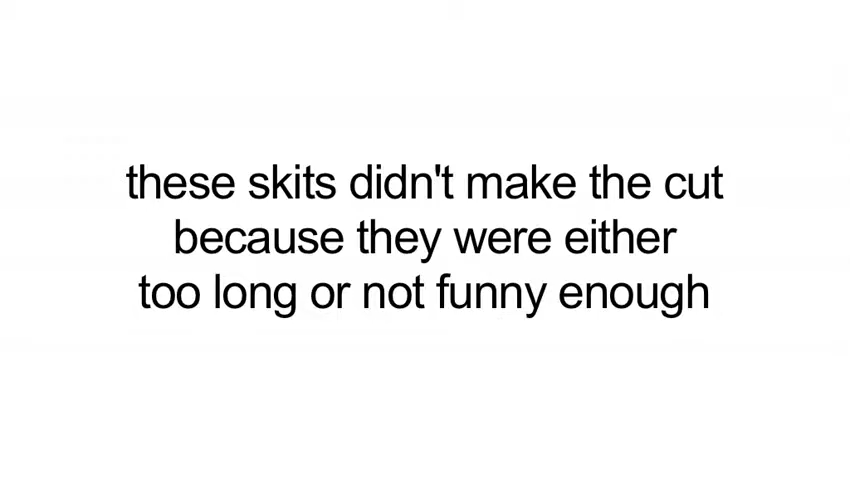 these skits didn't make the cut
because they were either
too long or not funny enough